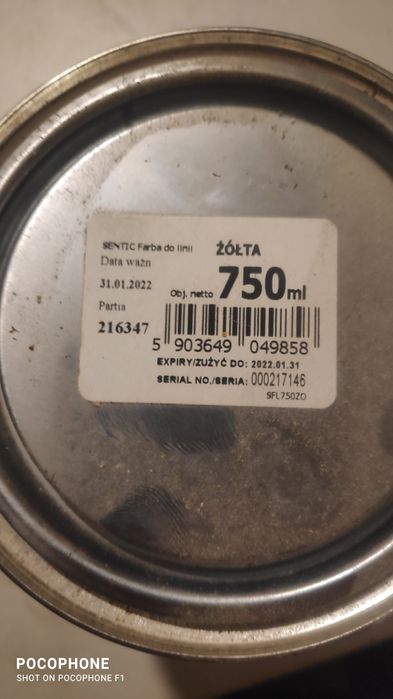 SENTIC Farba do linii
ŻÓŁTA
Data ważn
31.01.2022
Obj. netto 750ml
Partia
216347
5 903649 049858
EXPIRY/ZUŻYĆ DO: 2022.01.31
SERIAL NO./SERIA: 000217146
SFL750ZO
POCOPHONE
SHOT ON POCOPHONE F1